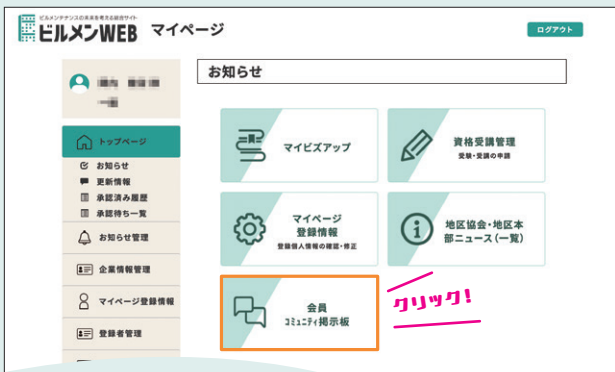 ビルメンテナンスの未来を考える総合サイト
ビルメンWEB マイページ
ログアウト
お知らせ
トップページ
お知らせ
更新情報
承認済み履歴
承認待ち一覧
お知らせ管理
企業情報管理
マイページ登録情報
登録者管理
マイビズアップ
資格受講管理
受験・受講の申請
マイページ
登録情報
登録個人情報の確認・修正
地区協会・地区本
部ニュース(一覧)
会員
コミュニティ掲示板
クリック!